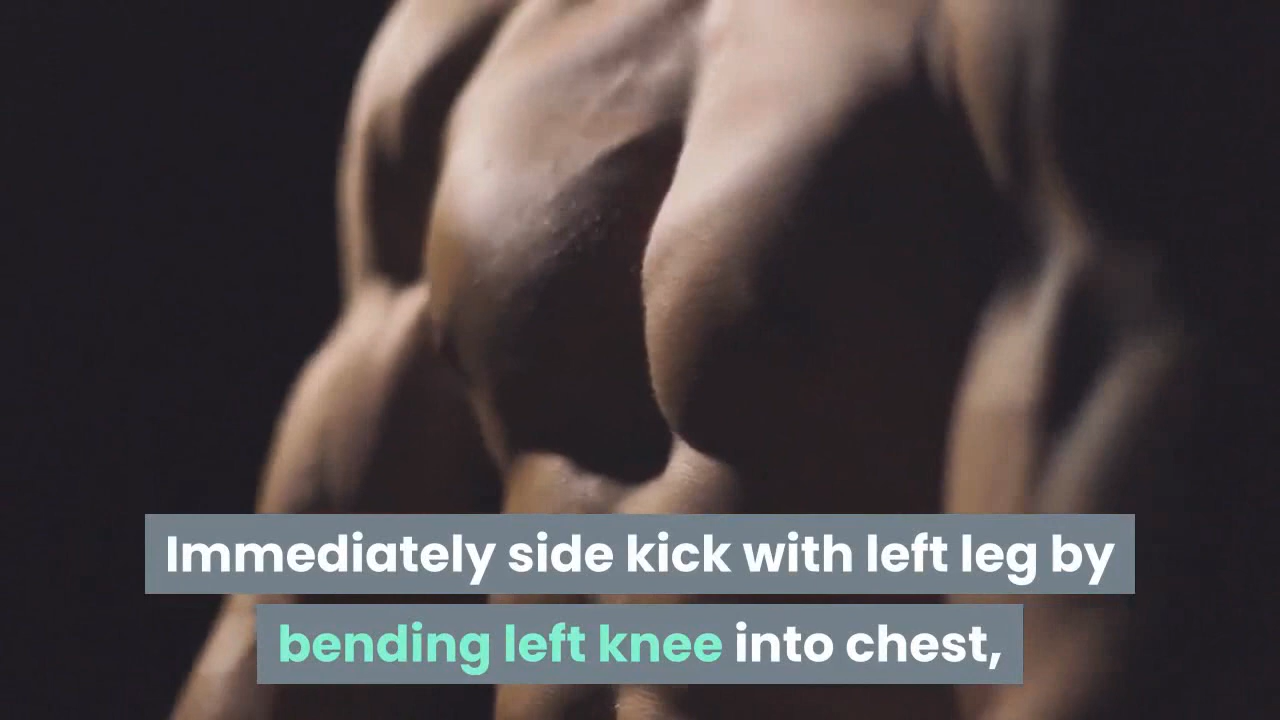 Immediately side kick with left leg by
bending left knee into chest,